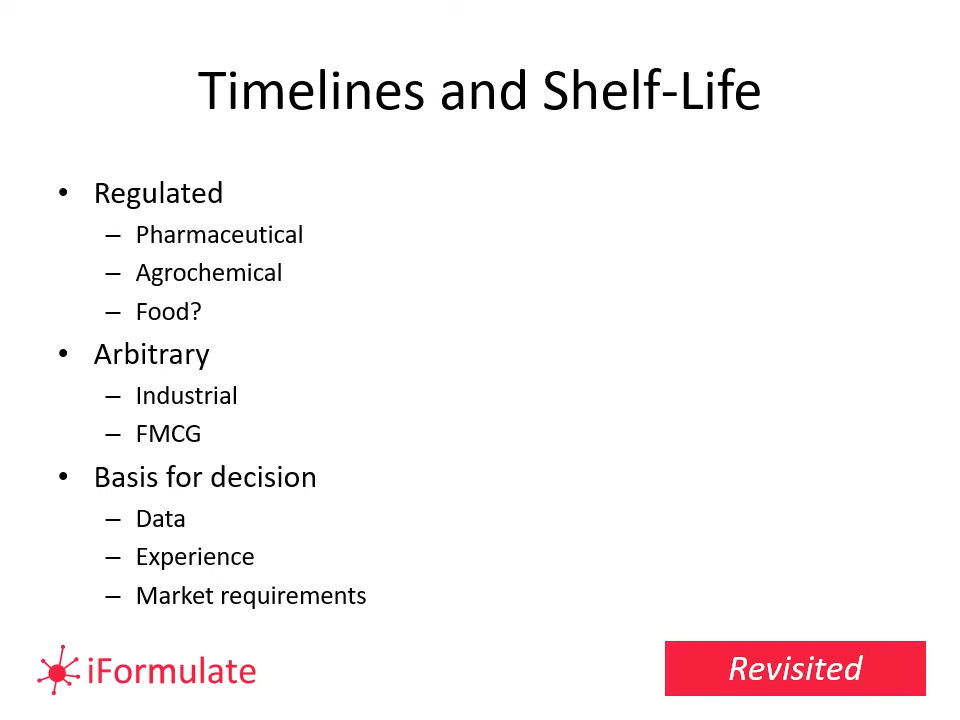 Timelines and Shelf-Life
• Regulated
– Pharmaceutical
– Agrochemical
– Food?
• Arbitrary
– Industrial
– FMCG
• Basis for decision
– Data
– Experience
– Market requirements
iFormulate
Revisited